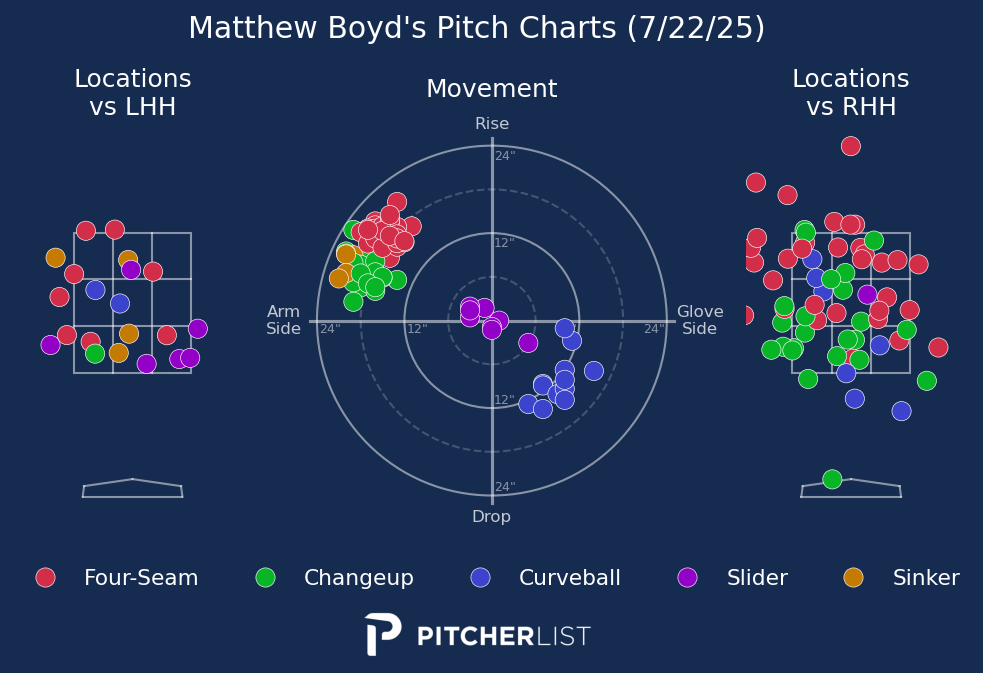 Matthew Boyd's Pitch Charts (7/22/25)
Locations
vs LHH
Movement
Locations
vs RHH
Rise
24"
12"
Arm
Side
24"
12"
24"
Glove
Side
12"
24"
Drop
Four-Seam
Changeup
Curveball
Slider
Sinker
PITCHERLIST